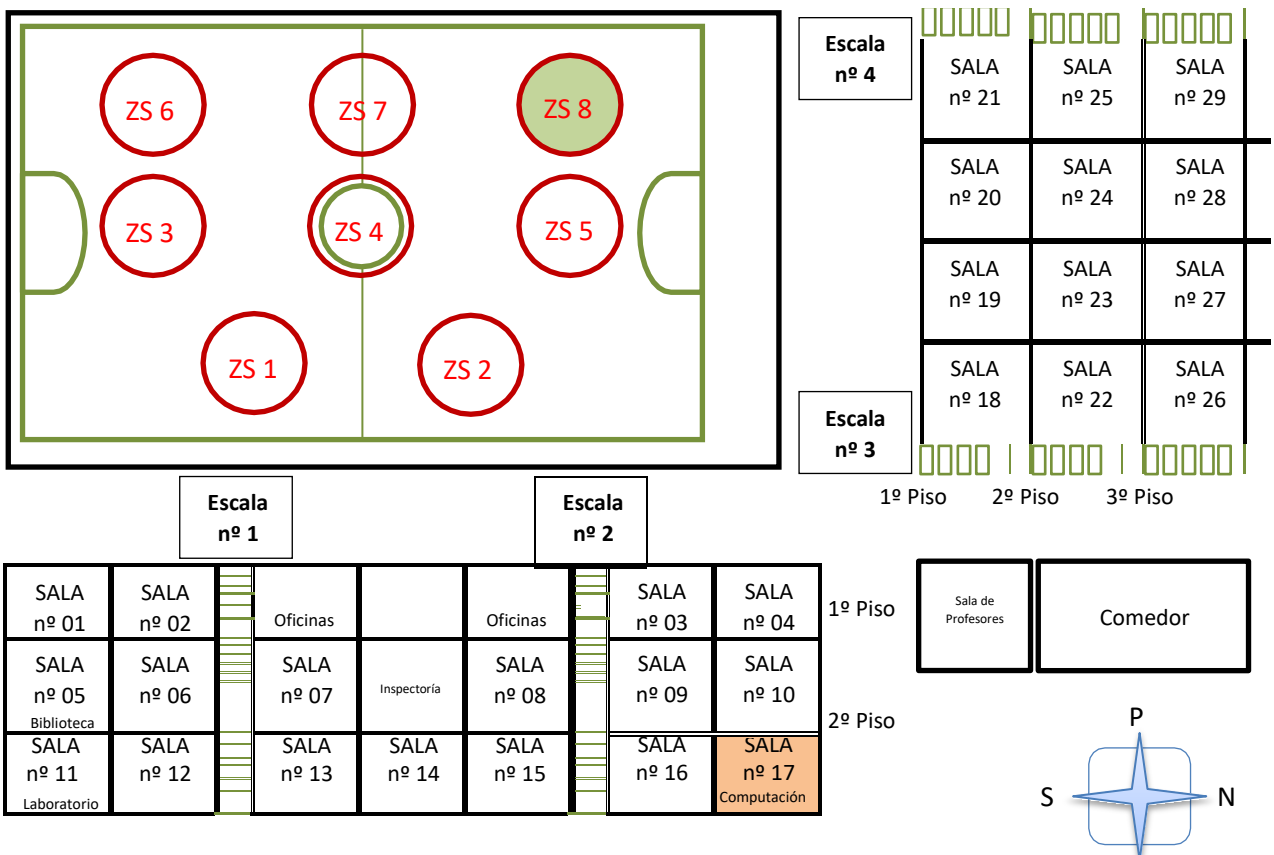 ZS 6
ZS 7
ZS 8
ZS 3
ZS 4
ZS 5
ZS 1
ZS 2
Escala
nº 4
SALA
nº 21
SALA
nº 25
SALA
nº 29
SALA
nº 20
SALA
nº 24
SALA
nº 28
SALA
nº 19
SALA
nº 23
SALA
nº 27
SALA
nº 18
SALA
nº 22
SALA
nº 26
Escala
nº 3
1º Piso
2º Piso
3º Piso
Escala
nº 1
Escala
nº 2
SALA
nº 01
SALA
nº 02
Oficinas
Oficinas
SALA
nº 03
SALA
nº 04
1º Piso
SALA
nº 05
Biblioteca
SALA
nº 06
SALA
nº 07
Inspectoría
SALA
nº 08
SALA
nº 09
SALA
nº 10
2º Piso
SALA
nº 11
Laboratorio
SALA
nº 12
SALA
nº 13
SALA
nº 14
SALA
nº 15
SALA
nº 16
SALA
nº 17
Computación
Sala de
Profesores
Comedor
P
S
N